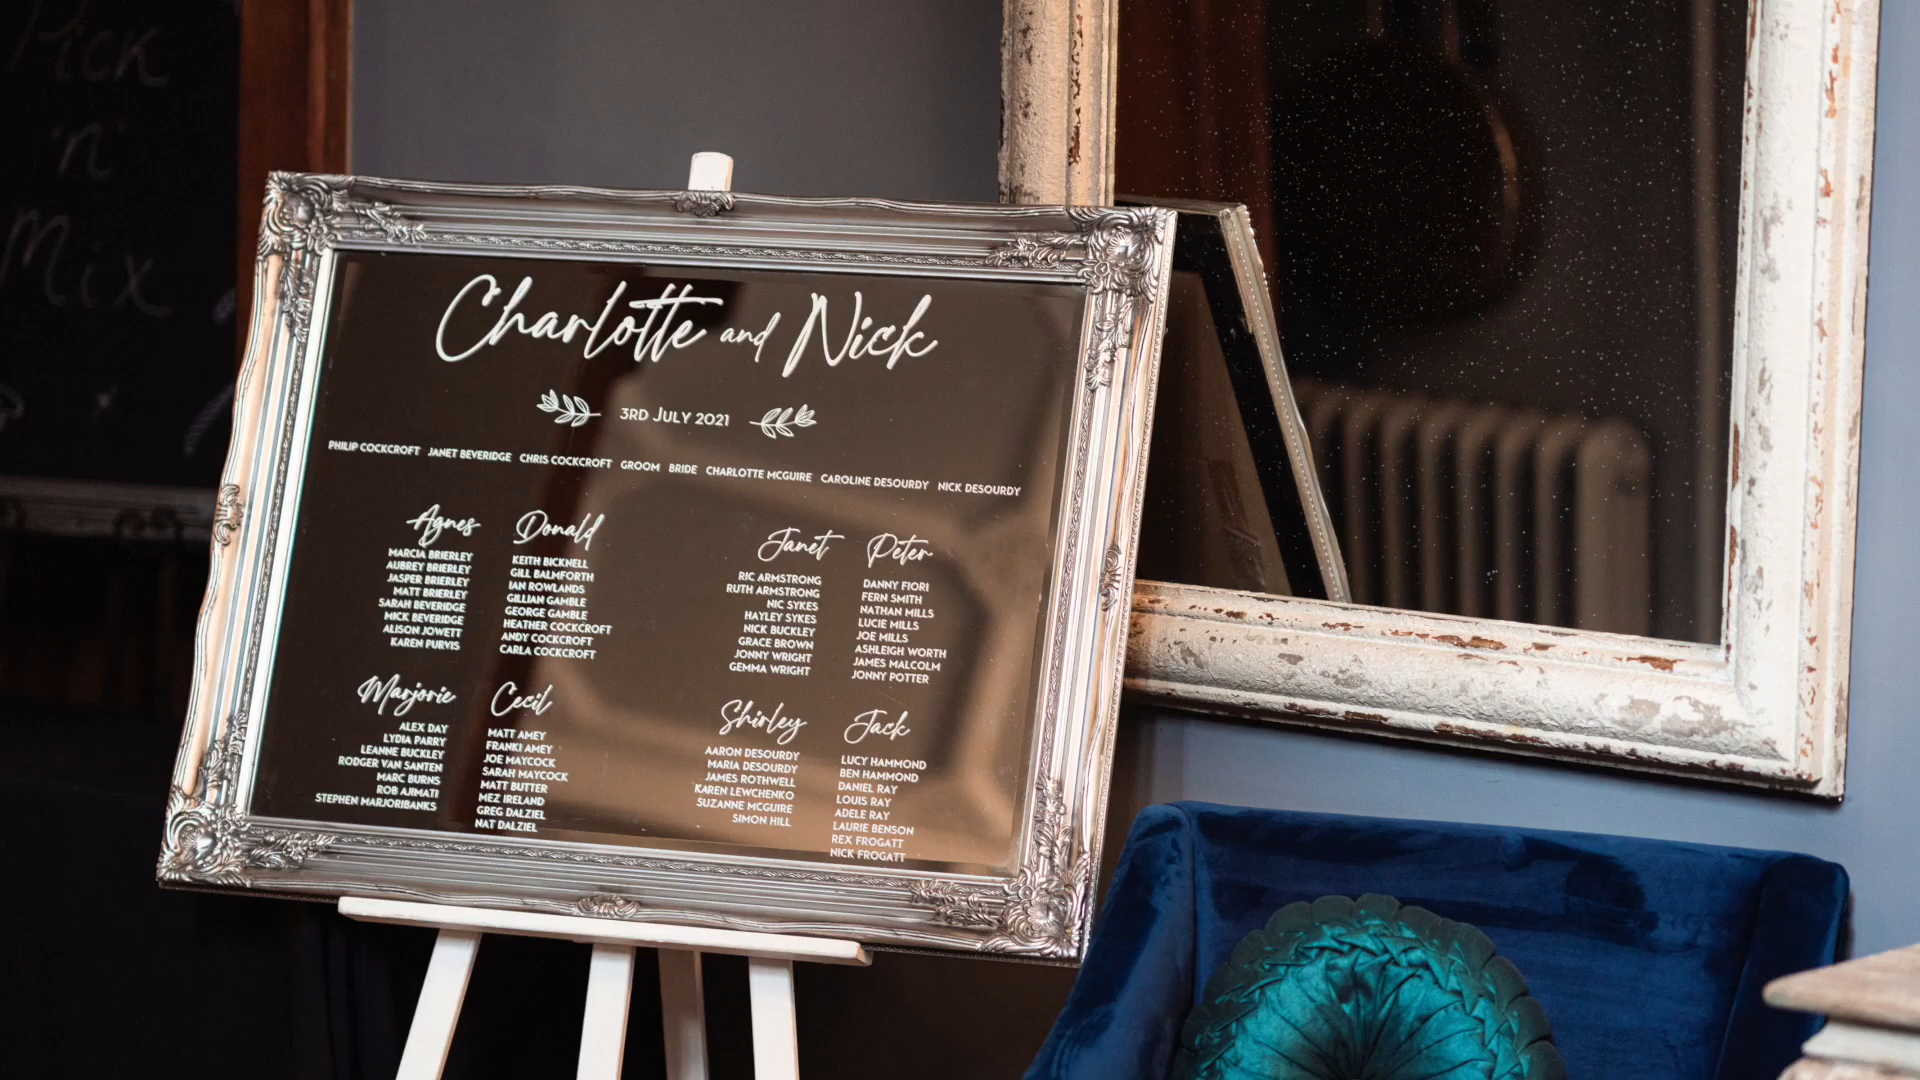 Pick
'n'
Mix
Charlotte and Nick
3RD JULY 2021
PHILIP COCKCROFT JANET BEVERIDGE CHRIS COCKCROFT GROOM BRIDE CHARLOTTE MCGUIRE CAROLINE DESOURDY NICK DESOURDY
Agnes
MARCIA BRIERLEY
AUBREY BRIERLEY
JASPER BRIERLEY
MATT BRIERLEY
SARAH BEVERIDGE
MICK BEVERIDGE
ALISON JOWETT
KAREN PURVIS
Donald
KEITH BICKNELL
GILL BALMFORTH
IAN ROWLANDS
GILLIAN GAMBLE
GEORGE GAMBLE
HEATHER COCKCROFT
ANDY COCKCROFT
CARLA COCKCROFT
Janet
RIC ARMSTRONG
RUTH ARMSTRONG
NIC SYKES
HAYLEY SYKES
NICK BUCKLEY
GRACE BROWN
JONNY WRIGHT
GEMMA WRIGHT
Peter
DANNY FIORI
FERN SMITH
NATHAN MILLS
LUCIE MILLS
JOE MILLS
ASHLEIGH WORTH
JAMES MALCOLM
JONNY POTTER
Marjorie
ALEX DAY
LYDIA PARRY
LEANNE BUCKLEY
RODGER VAN SANTEN
MARC BURNS
ROB AJIMATI
STEPHEN MARJORIBANKS
Cecil
MATT AMEY
FRANKI AMEY
JOE MAYCOCK
SARAH MAYCOCK
MATT BUTTER
MEZ IRELAND
GREG DALZIEL
NAT DALZIEL
Shirley
AARON DESOURDY
MARIA DESOURDY
JAMES ROTHWELL
KAREN LEWCHENKO
SUZANNE MCGUIRE
SIMON HILL
Jack
LUCY HAMMOND
BEN HAMMOND
DANIEL RAY
LOUIS RAY
ADELE RAY
LAURIE BENSON
REX FROGATT
NICK FROGATT